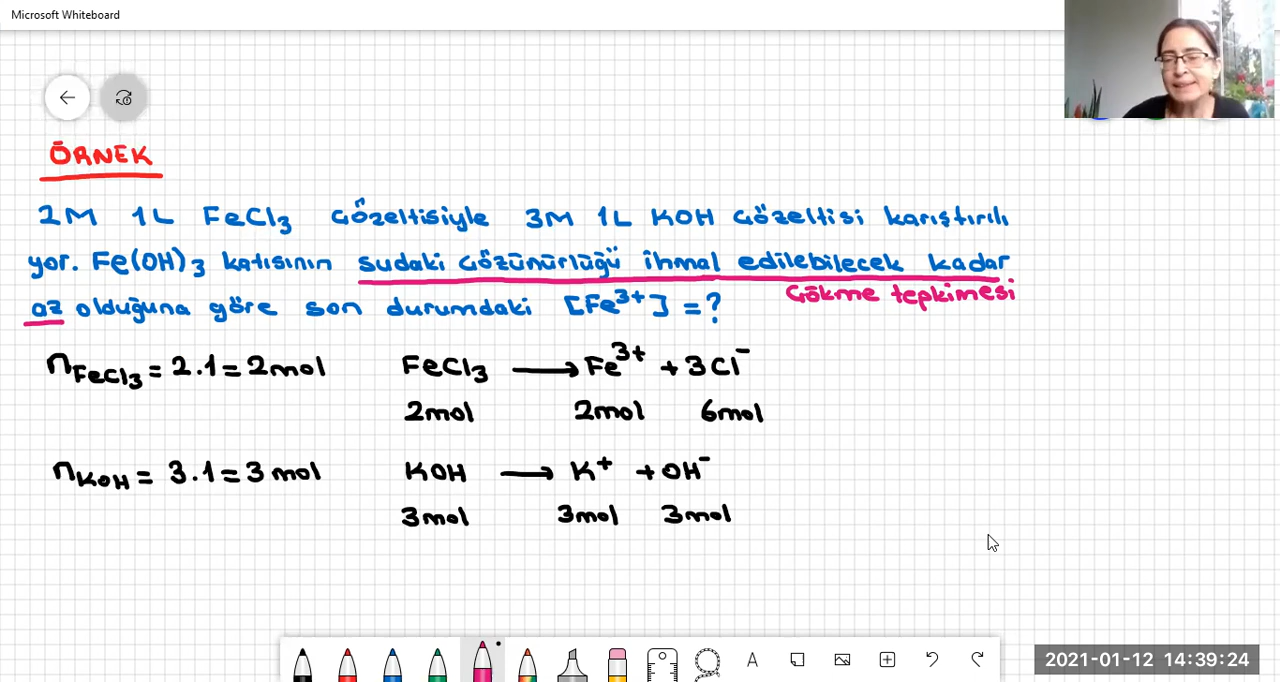 Microsoft Whiteboard
ÖRNEK
2M 1L FeCl3 çözeltisiyle 3M 1L KOH çözeltisi karıştırılı
yor. Fe(OH)3 katısının sudaki çözünürlüğü ihmal edilebilecek kadar
az olduğuna göre son durumdaki [Fe³⁺] = ?
Çökme tepkimesi
nFeCl3 = 2.1 = 2mol FeCl3 → Fe³⁺ + 3Cl⁻
2mol 2mol 6mol
nKOH = 3.1 = 3 mol KOH → K⁺ + OH⁻
3mol 3mol 3mol
A
2021-01-12 14:39:24